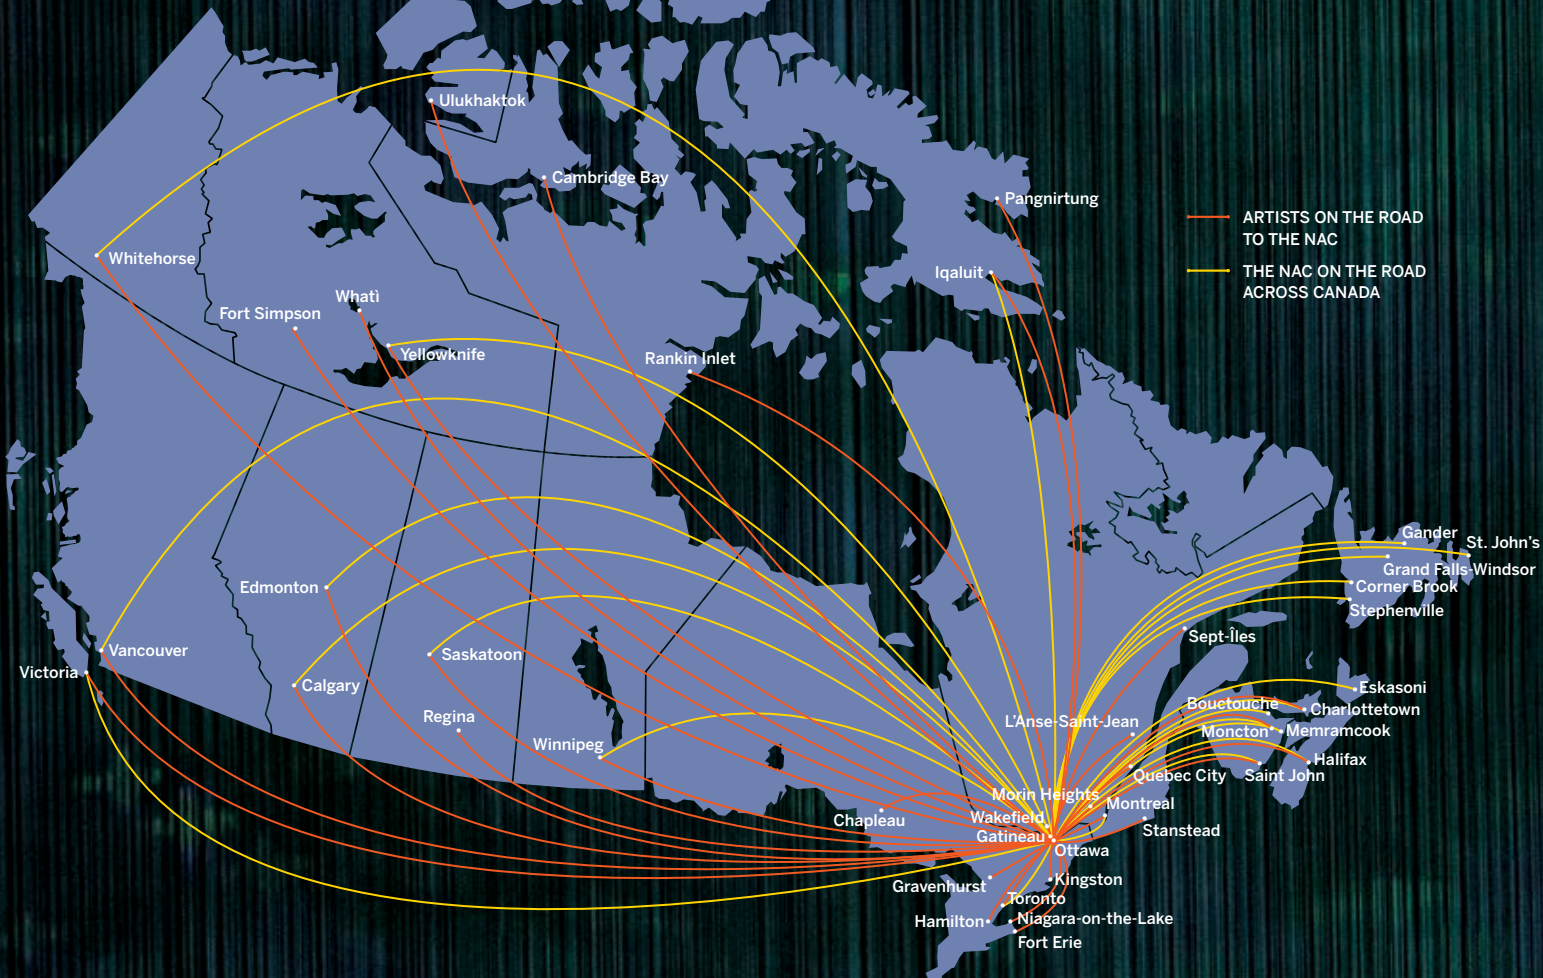 Ulukhaktok
Cambridge Bay
Pangnirtung
ARTISTS ON THE ROAD
TO THE NAC
Whitehorse
Iqaluit
THE NAC ON THE ROAD
ACROSS CANADA
Whatì
Fort Simpson
Yellowknife
Rankin Inlet
Gander
St. John's
Grand Falls-Windsor
Edmonton
Corner Brook
Stephenville
Sept-Îles
Vancouver
Saskatoon
Victoria
Calgary
Eskasoni
Bouctouche
Charlottetown
Regina
L'Anse-Saint-Jean
Moncton
Memramcook
Winnipeg
Halifax
Quebec City
Saint John
Morin Heights
Montreal
Chapleau
Wakefield
Stanstead
Gatineau
Ottawa
Kingston
Gravenhurst
Toronto
Hamilton
Niagara-on-the-Lake
Fort Erie